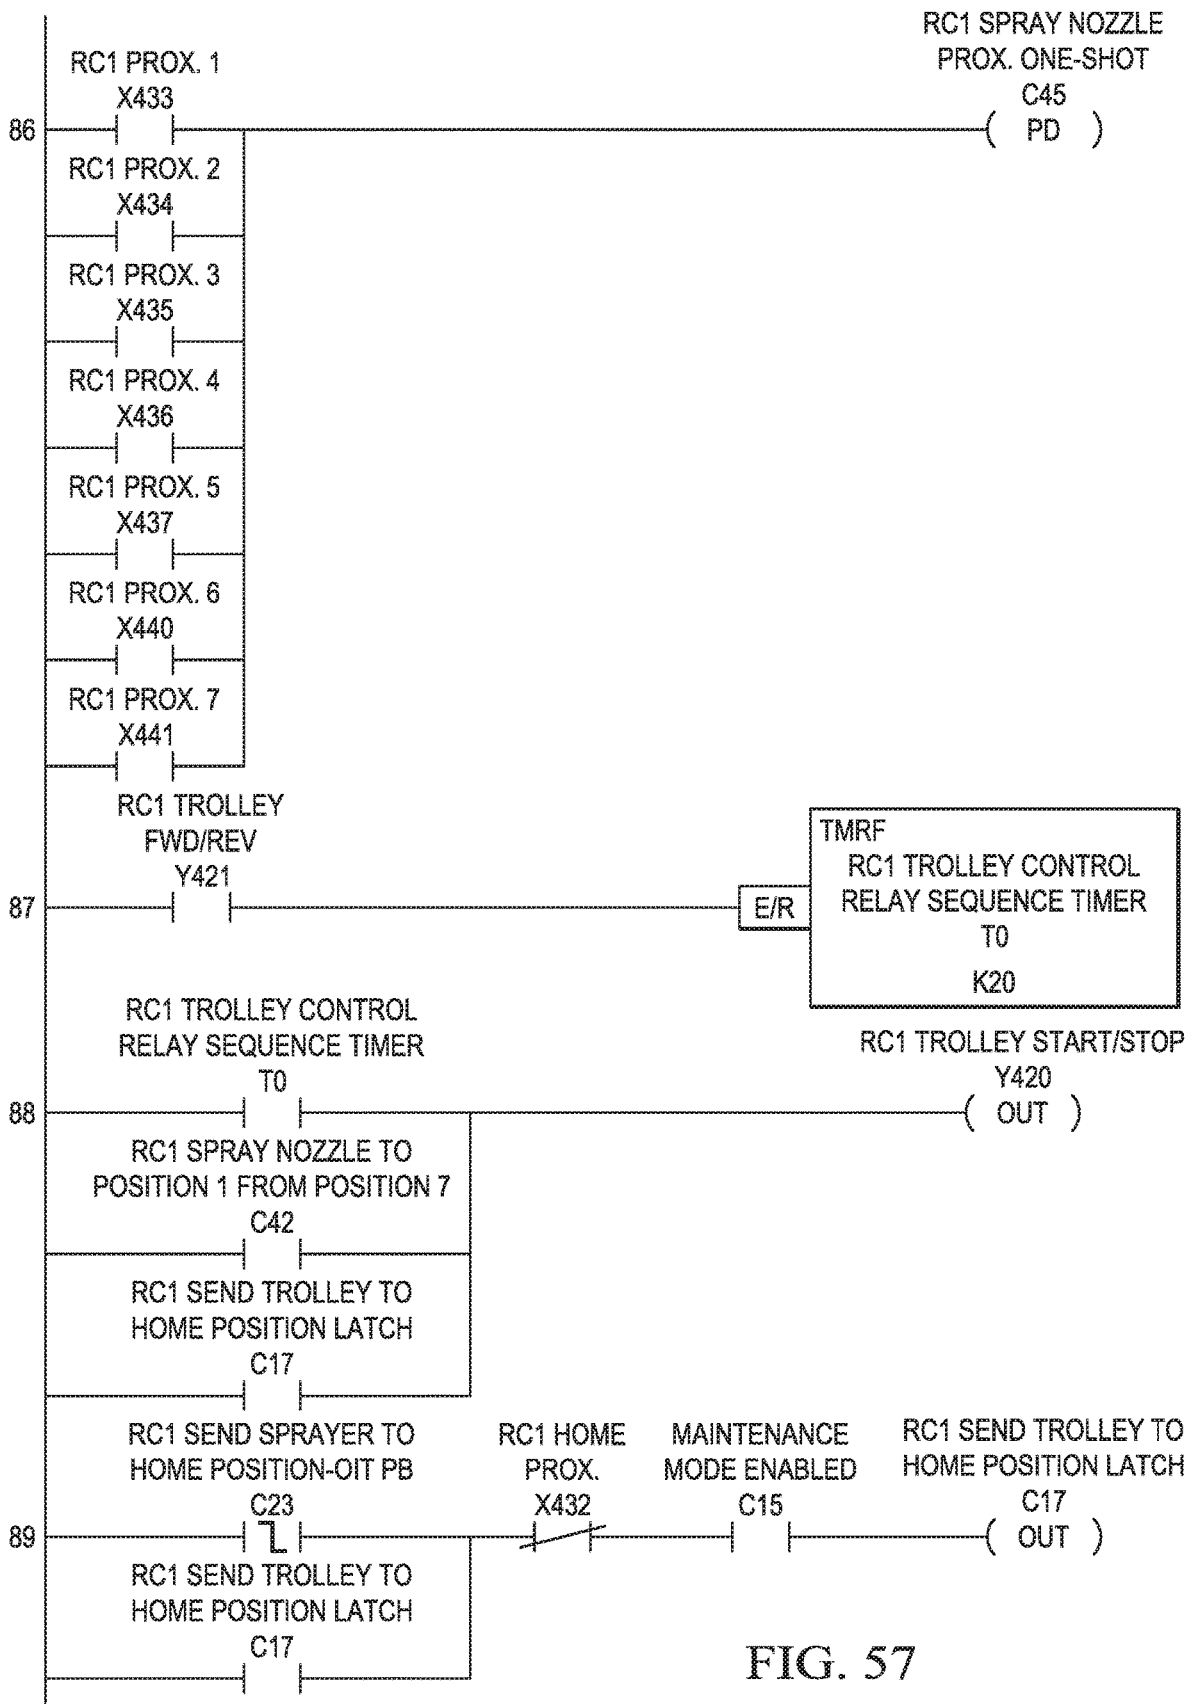 RC1 SPRAY NOZZLE
PROX. ONE-SHOT
C45
RC1 PROX. 1
X433
86
PD
RC1 PROX. 2
X434
RC1 PROX. 3
X435
RC1 PROX. 4
X436
RC1 PROX. 5
X437
RC1 PROX. 6
X440
RC1 PROX. 7
X441
RC1 TROLLEY
FWD/REV
Y421
87
E/R
TMRF
RC1 TROLLEY CONTROL
RELAY SEQUENCE TIMER
T0
K20
RC1 TROLLEY CONTROL
RELAY SEQUENCE TIMER
T0
RC1 TROLLEY START/STOP
Y420
88
OUT
RC1 SPRAY NOZZLE TO
POSITION 1 FROM POSITION 7
C42
RC1 SEND TROLLEY TO
HOME POSITION LATCH
C17
RC1 SEND SPRAYER TO
HOME POSITION-OIT PB
C23
RC1 HOME
PROX.
X432
MAINTENANCE
MODE ENABLED
C15
RC1 SEND TROLLEY TO
HOME POSITION LATCH
C17
89
OUT
RC1 SEND TROLLEY TO
HOME POSITION LATCH
C17
FIG. 57